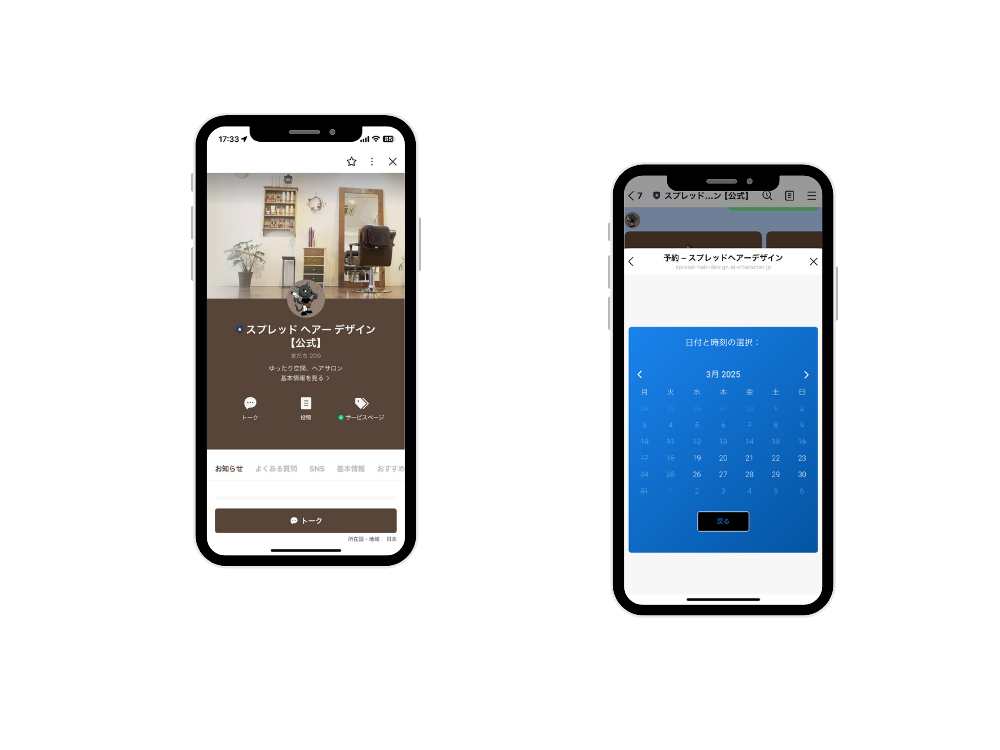 17:33
85
スプレッド ヘアー デザイン
【公式】
友だち 209
ゆったり空間、ヘアサロン
基本情報を見る
トーク
投稿
サービスページ
お知らせ よくある質問 SNS 基本情報 おすすめ
トーク
所在国・地域 日本
7 スプレッド...ン【公式】
予約 – スプレッドヘアーデザイン
spread-hair-design.ai-character.jp
日付と時刻の選択：
3月 2025
月 火 水 木 金 土 日
24 25 26 27 28 1 2
3 4 5 6 7 8 9
10 11 12 13 14 15 16
17 18 19 20 21 22 23
24 25 26 27 28 29 30
31 1 2 3 4 5 6
戻る